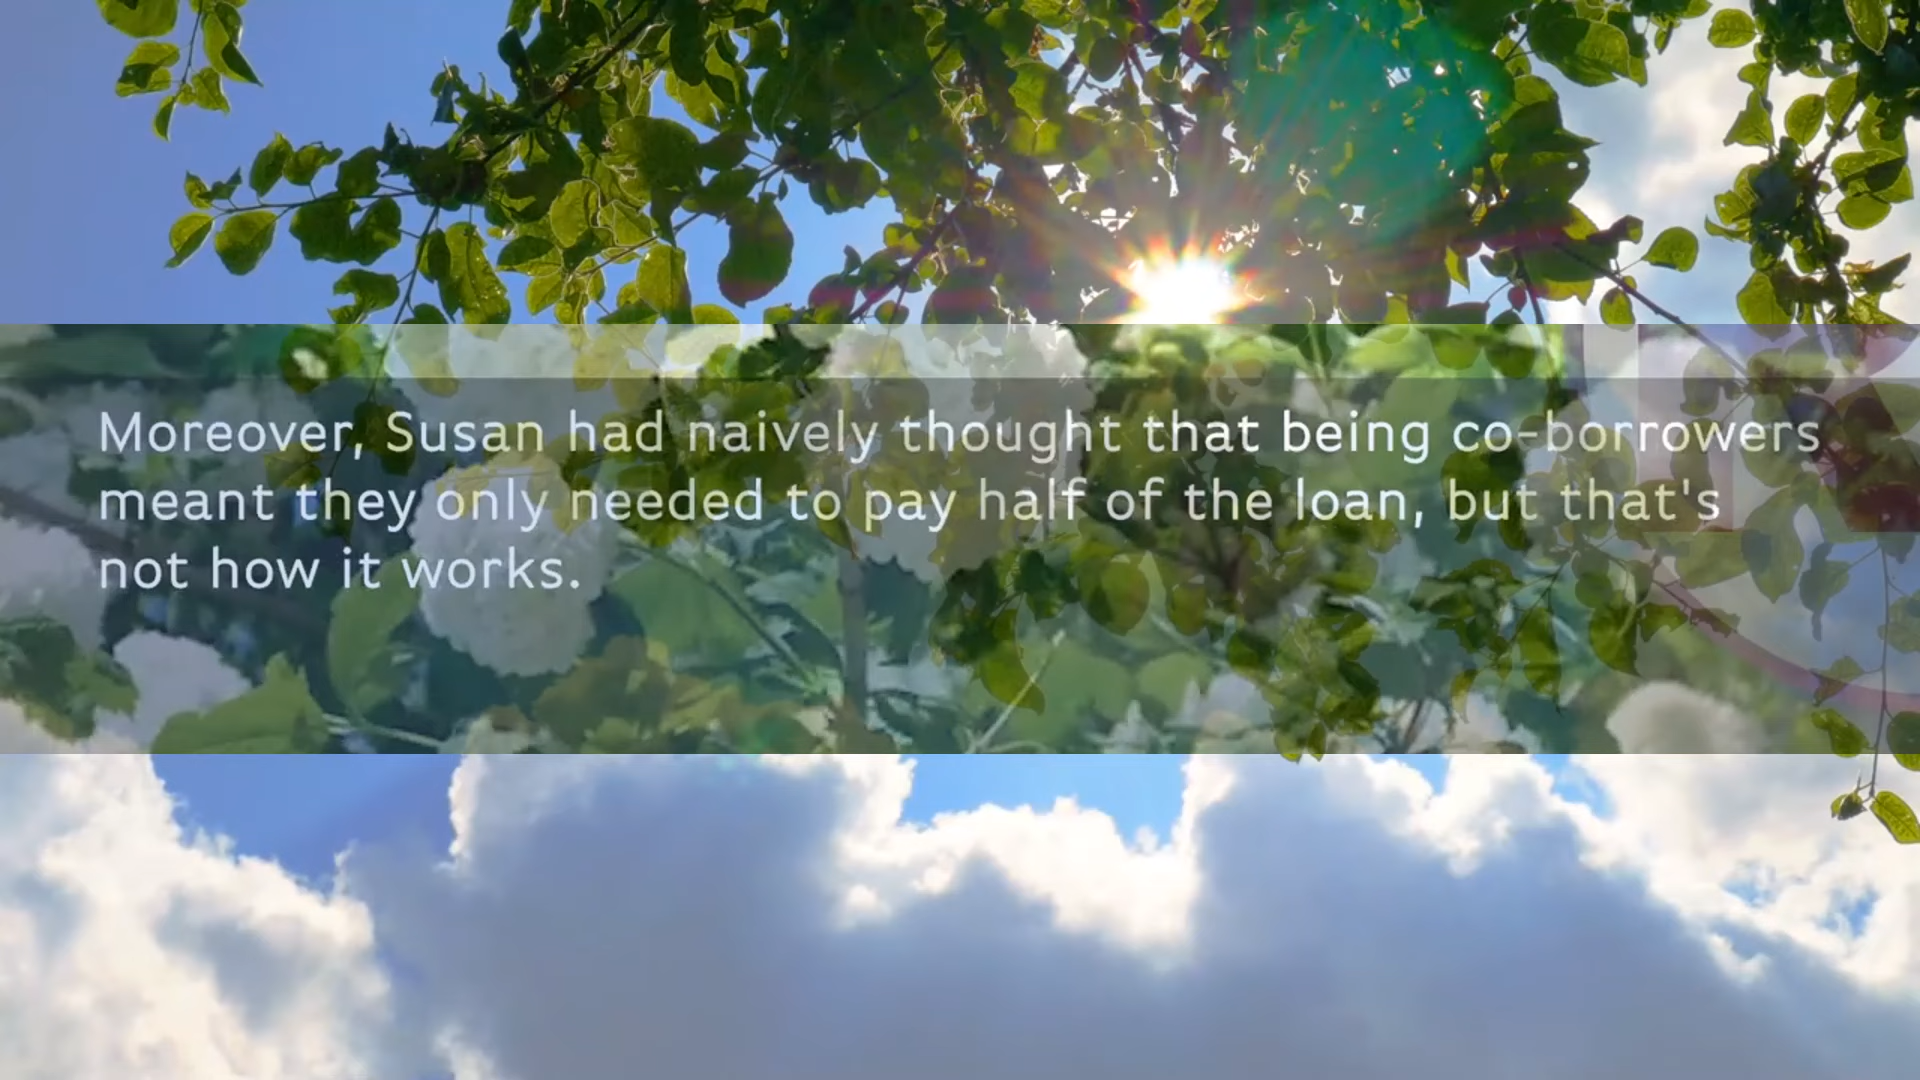 Moreover, Susan had naively thought that being co-borrowers
meant they only needed to pay half of the loan, but that's
not how it works.